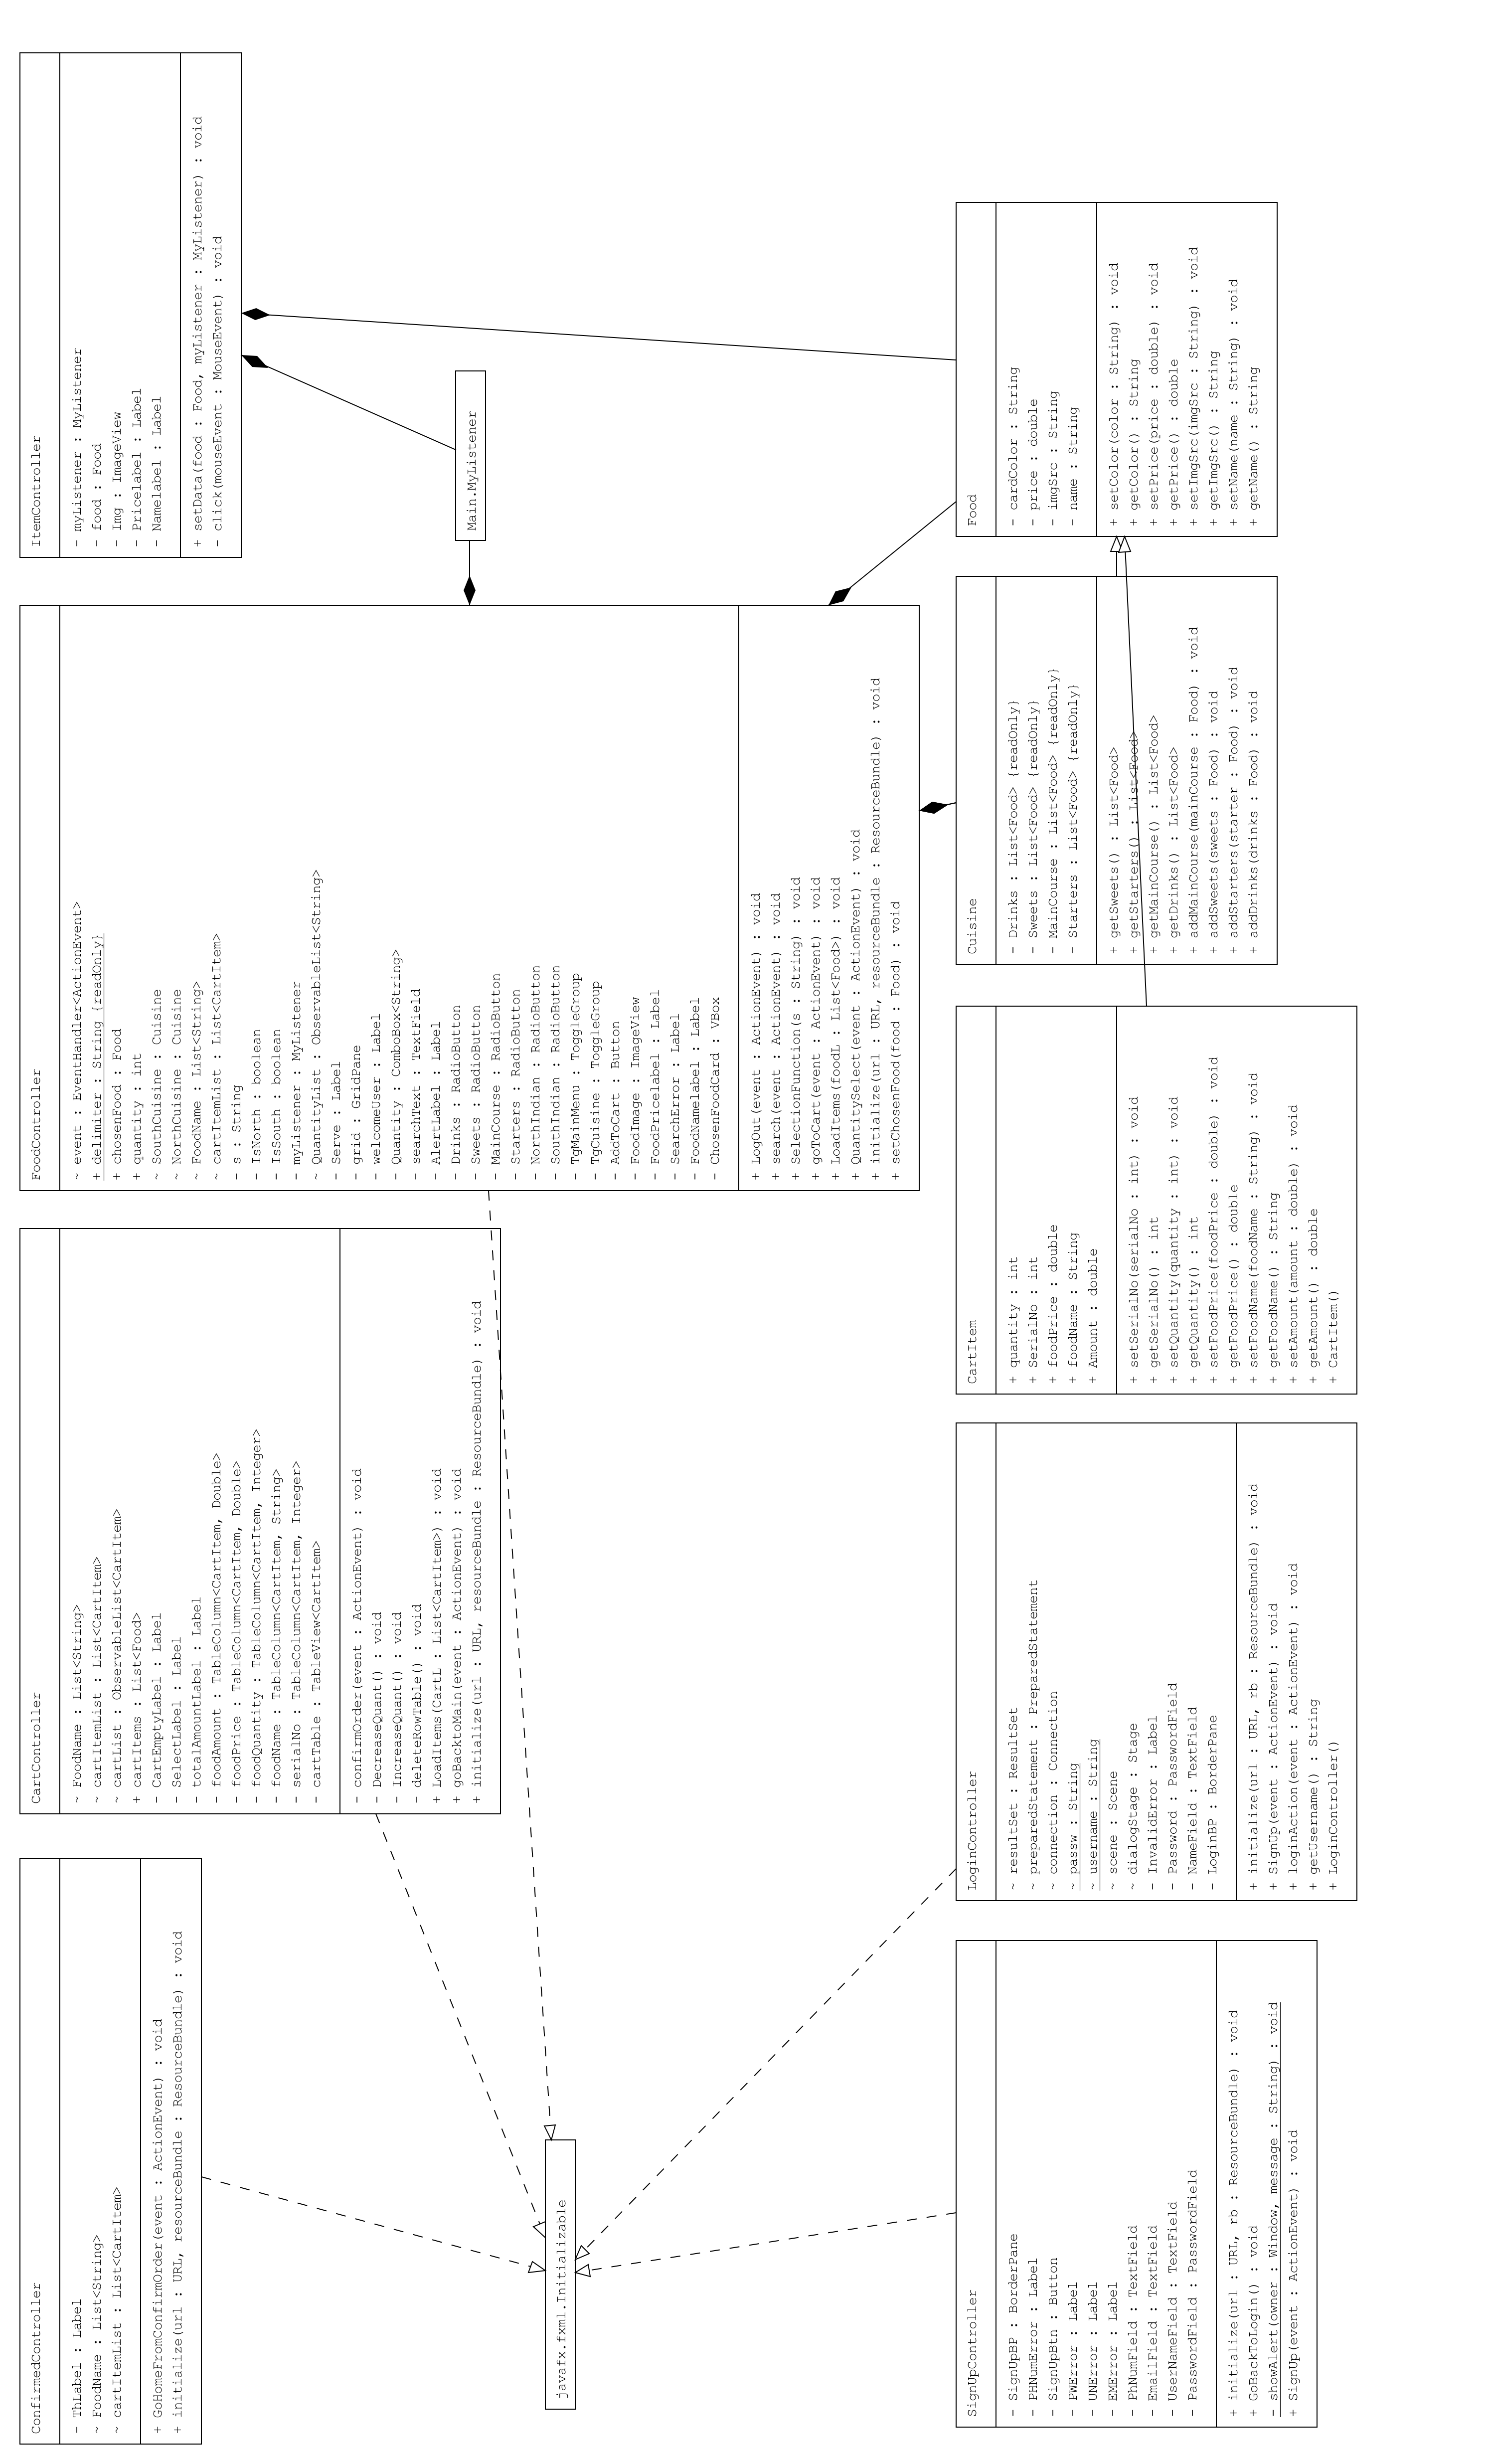 ConfirmedController
- ThLabel : Label
~ FoodName : List<String>
~ cartItemList : List<CartItem>
+ GoHomeFromConfirmOrder(event : ActionEvent) : void
+ initialize(url : URL, resourceBundle : ResourceBundle) : void
CartController
~ FoodName : List<String>
~ cartItemList : List<CartItem>
~ cartList : ObservableList<CartItem>
+ cartItems : List<Food>
- CartEmptyLabel : Label
- SelectLabel : Label
- totalAmountLabel : Label
- foodAmount : TableColumn<CartItem, Double>
- foodPrice : TableColumn<CartItem, Double>
- foodQuantity : TableColumn<CartItem, Integer>
- foodName : TableColumn<CartItem, String>
- serialNo : TableColumn<CartItem, Integer>
- cartTable : TableView<CartItem>
- confirmOrder(event : ActionEvent) : void
- DecreaseQuant() : void
- IncreaseQuant() : void
- deleteRowTable() : void
+ LoadItems(CartL : List<CartItem>) : void
+ goBacktoMain(event : ActionEvent) : void
+ initialize(url : URL, resourceBundle : ResourceBundle) : void
FoodController
~ event : EventHandler<ActionEvent>
+ delimiter : String {readOnly}
+ chosenFood : Food
+ quantity : int
~ SouthCuisine : Cuisine
~ NorthCuisine : Cuisine
~ FoodName : List<String>
~ cartItemList : List<CartItem>
- s : String
- IsNorth : boolean
- IsSouth : boolean
- myListener : MyListener
~ QuantityList : ObservableList<String>
- Serve : Label
- grid : GridPane
- welcomeUser : Label
- Quantity : ComboBox<String>
- searchText : TextField
- AlertLabel : Label
- Drinks : RadioButton
- Sweets : RadioButton
- MainCourse : RadioButton
- Starters : RadioButton
- NorthIndian : RadioButton
- SouthIndian : RadioButton
- TgMainMenu : ToggleGroup
- TgCuisine : ToggleGroup
- AddToCart : Button
- FoodImage : ImageView
- FoodPricelabel : Label
- SearchError : Label
- FoodNamelabel : Label
- ChosenFoodCard : VBox
+ LogOut(event : ActionEvent) : void
+ search(event : ActionEvent) : void
+ SelectionFunction(s : String) : void
+ goToCart(event : ActionEvent) : void
+ LoadItems(foodL : List<Food>) : void
+ QuantitySelect(event : ActionEvent) : void
+ initialize(url : URL, resourceBundle : ResourceBundle) : void
- setChosenFood(food : Food) : void
ItemController
- myListener : MyListener
- food : Food
- Img : ImageView
- Pricelabel : Label
- Namelabel : Label
+ setData(food : Food, myListener : MyListener) : void
- click(mouseEvent : MouseEvent) : void
javafx.fxml.Initializable
Main.MyListener
SignUpController
- SignUpBP : BorderPane
- PHNumError : Label
- SignUpBtn : Button
- PWError : Label
- UNError : Label
- EMError : Label
- PhNumField : TextField
- EmailField : TextField
- UserNameField : TextField
- PasswordField : PasswordField
+ initialize(url : URL, rb : ResourceBundle) : void
+ GoBackToLogin() : void
- showAlert(owner : Window, message : String) : void
+ SignUp(event : ActionEvent) : void
LoginController
~ resultSet : ResultSet
~ preparedStatement : PreparedStatement
~ connection : Connection
~ passw : String
~ username : String
~ scene : Scene
~ dialogStage : Stage
- InvalidError : Label
- Password : PasswordField
- NameField : TextField
- LoginBP : BorderPane
+ initialize(url : URL, rb : ResourceBundle) : void
+ SignUp(event : ActionEvent) : void
+ loginAction(event : ActionEvent) : void
+ getUsername() : String
+ LoginController()
CartItem
+ quantity : int
+ SerialNo : int
+ foodPrice : double
+ foodName : String
+ Amount : double
+ setSerialNo(serialNo : int) : void
+ getSerialNo() : int
+ setQuantity(quantity : int) : void
+ getQuantity() : int
+ setFoodPrice(foodPrice : double) : void
+ getFoodPrice() : double
+ setFoodName(foodName : String) : void
+ getFoodName() : String
+ setAmount(amount : double) : void
+ getAmount() : double
+ CartItem()
Cuisine
- Drinks : List<Food> {readOnly}
- Sweets : List<Food> {readOnly}
- MainCourse : List<Food> {readOnly}
- Starters : List<Food> {readOnly}
+ getSweets() : List<Food>
+ getStarters() : List<Food>
+ getMainCourse() : List<Food>
+ getDrinks() : List<Food>
+ addMainCourse(mainCourse : Food) : void
+ addSweets(sweets : Food) : void
+ addStarters(starter : Food) : void
+ addDrinks(drinks : Food) : void
Food
- cardColor : String
- price : double
- imgSrc : String
- name : String
+ setColor(color : String) : void
+ getColor() : String
+ setPrice(price : double) : void
+ getPrice() : double
+ setImgSrc(imgSrc : String) : void
+ getImgSrc() : String
+ setName(name : String) : void
+ getName() : String